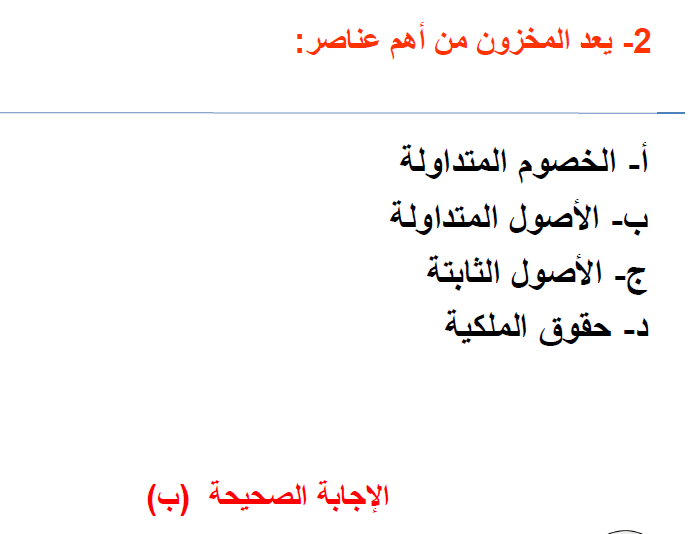 2- يعد المخزون من أهم عناصر:
أ- الخصوم المتداولة
ب- الأصول المتداولة
ج- الأصول الثابتة
د- حقوق الملكية
الإجابة الصحيحة (ب)